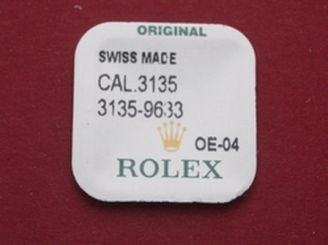 ORIGINAL
SWISS MADE
CAL.3135
3135-9633
OE-04
ROLEX